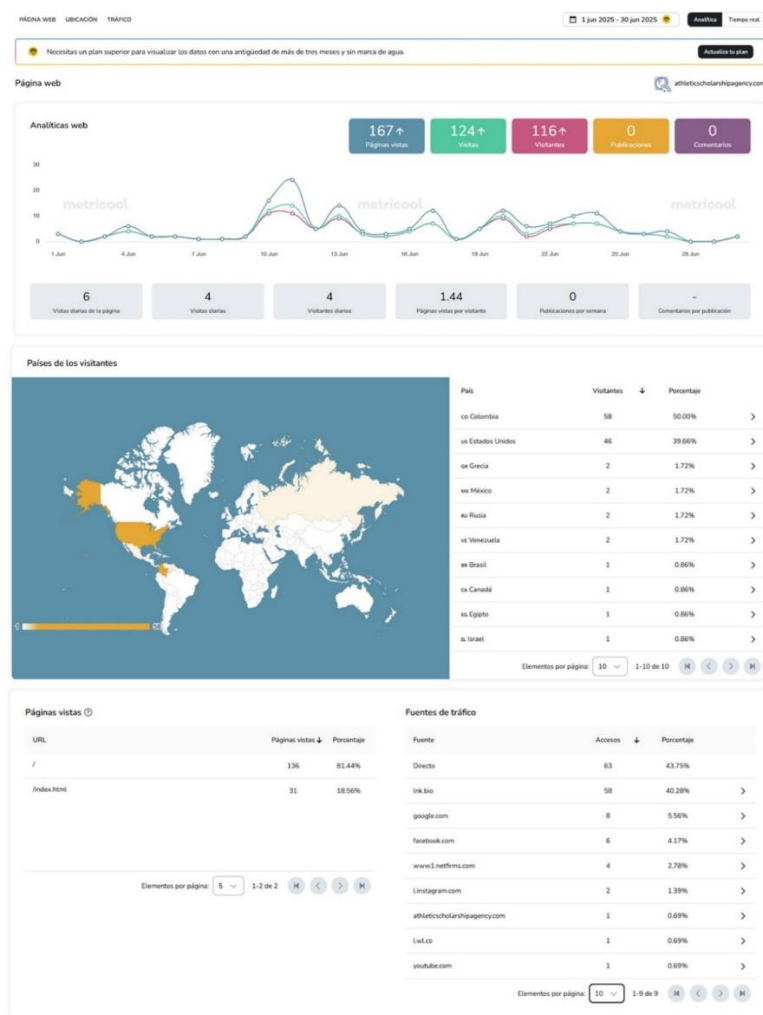 PÁGINA WEB UBICACIÓN TRÁFICO
1 jun 2025 - 30 jun 2025
Analítica Tiempo real
Necesitas un plan superior para visualizar los datos con una antigüedad de más de tres meses y sin marca de agua.
Actualiza tu plan
Página web
athleticscholarshipagency.com
Analíticas web
167↑ 124↑ 116↑ 0 0
Páginas vistas Visitas Visitantes Publicaciones Comentarios
30
20
10
0
metricool metricool metricool
1 Jun 4 Jun 7 Jun 10 Jun 13 Jun 16 Jun 19 Jun 22 Jun 25 Jun 28 Jun
6 4 4 1.44 0 -
Vistas diarias de la página Visitas diarias Visitantes diarios Páginas vistas por visitante Publicaciones por semana Comentarios por publicación
Países de los visitantes
País Visitantes ↓ Porcentaje
CO Colombia 58 50.00%
US Estados Unidos 46 39.66%
GR Grecia 2 1.72%
MX México 2 1.72%
RU Rusia 2 1.72%
VE Venezuela 2 1.72%
BR Brasil 1 0.86%
CA Canadá 1 0.86%
EG Egipto 1 0.86%
IL Israel 1 0.86%
0 58
Elementos por página: 10 1-10 de 10
Páginas vistas
URL Páginas vistas ↓ Porcentaje
/ 136 81.44%
/index.html 31 18.56%
Elementos por página: 5 1-2 de 2
Fuentes de tráfico
Fuente Accesos ↓ Porcentaje
Directo 63 43.75%
lnk.bio 58 40.28%
google.com 8 5.56%
facebook.com 6 4.17%
www1.netfirms.com 4 2.78%
l.instagram.com 2 1.39%
athleticscholarshipagency.com 1 0.69%
l.wl.co 1 0.69%
youtube.com 1 0.69%
Elementos por página: 10 1-9 de 9